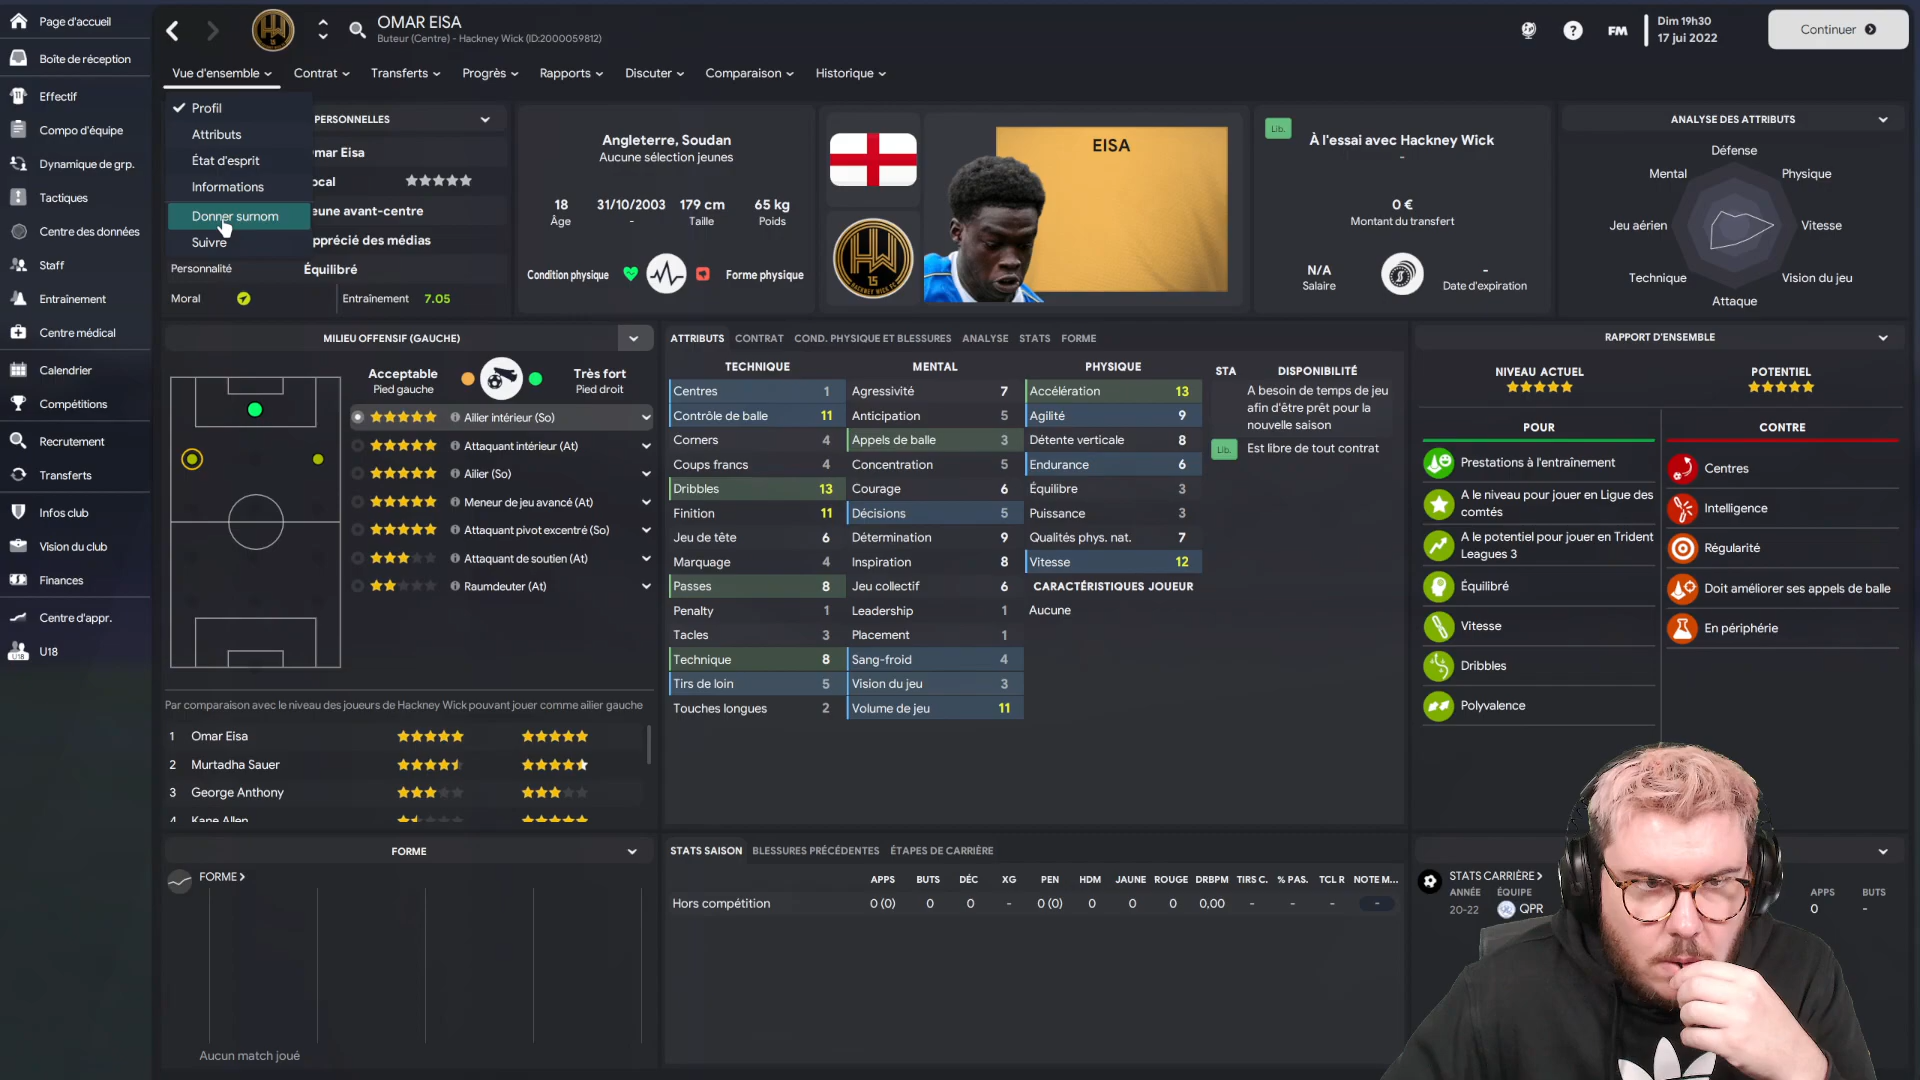 Page d'accueil
Boîte de réception
Effectif
Compo d'équipe
Dynamique de grp.
Tactiques
Centre des données
Staff
Entraînement
Centre médical
Calendrier
Compétitions
Recrutement
Transferts
Infos club
Vision du club
Finances
Centre d'appr.
U18
OMAR EISA
Buteur (Centre) - Hackney Wick (ID:2000059812)
FM
Dim 19h30
17 jui 2022
Continuer
Vue d'ensemble
Contrat
Transferts
Progrès
Rapports
Discuter
Comparaison
Historique
Profil
Attributs
État d'esprit
Informations
Donner surnom
Suivre
PERSONNELLES
mar Eisa
ocal
eune avant-centre
pprécié des médias
Personnalité Équilibré
Moral
Entraînement 7.05
Angleterre, Soudan
Aucune sélection jeunes
18 31/10/2003 179 cm 65 kg
Âge - Taille Poids
Condition physique Forme physique
EISA
HACKNEY WICK FC
Lib.
À l'essai avec Hackney Wick
-
0 €
Montant du transfert
N/A -
Salaire Date d'expiration
ANALYSE DES ATTRIBUTS
Défense
Mental Physique
Jeu aérien Vitesse
Technique Vision du jeu
Attaque
MILIEU OFFENSIF (GAUCHE)
Acceptable
Pied gauche
Très fort
Pied droit
Ailier intérieur (So)
Attaquant intérieur (At)
Ailier (So)
Meneur de jeu avancé (At)
Attaquant pivot excentré (So)
Attaquant de soutien (At)
Raumdeuter (At)
Par comparaison avec le niveau des joueurs de Hackney Wick pouvant jouer comme ailier gauche
1 Omar Eisa
2 Murtadha Sauer
3 George Anthony
4 Kane Allen
FORME
FORME
Aucun match joué
ATTRIBUTS CONTRAT COND. PHYSIQUE ET BLESSURES ANALYSE STATS FORME
TECHNIQUE
Centres 1
Contrôle de balle 11
Corners 4
Coups francs 4
Dribbles 13
Finition 11
Jeu de tête 6
Marquage 4
Passes 8
Penalty 1
Tacles 3
Technique 8
Tirs de loin 5
Touches longues 2
MENTAL
Agressivité 7
Anticipation 5
Appels de balle 3
Concentration 5
Courage 6
Décisions 5
Détermination 9
Inspiration 8
Jeu collectif 6
Leadership 1
Placement 1
Sang-froid 4
Vision du jeu 3
Volume de jeu 11
PHYSIQUE
Accélération 13
Agilité 9
Détente verticale 8
Endurance 6
Équilibre 3
Puissance 3
Qualités phys. nat. 7
Vitesse 12
CARACTÉRISTIQUES JOUEUR
Aucune
STA DISPONIBILITÉ
A besoin de temps de jeu
afin d'être prêt pour la
nouvelle saison
Lib. Est libre de tout contrat
STATS SAISON BLESSURES PRÉCÉDENTES ÉTAPES DE CARRIÈRE
APPS BUTS DÉC XG PEN HDM JAUNE ROUGE DRBPM TIRS C. % PAS. TCL R NOTE M...
Hors compétition 0 (0) 0 0 - 0 (0) 0 0 0 0,00 - - - -
RAPPORT D'ENSEMBLE
NIVEAU ACTUEL POTENTIEL
POUR
Prestations à l'entraînement
A le niveau pour jouer en Ligue des
comtés
A le potentiel pour jouer en Trident
Leagues 3
Équilibré
Vitesse
Dribbles
Polyvalence
CONTRE
Centres
Intelligence
Régularité
Doit améliorer ses appels de balle
En périphérie
STATS CARRIÈRE
ANNÉE ÉQUIPE APPS BUTS
20-22 QPR 0 -